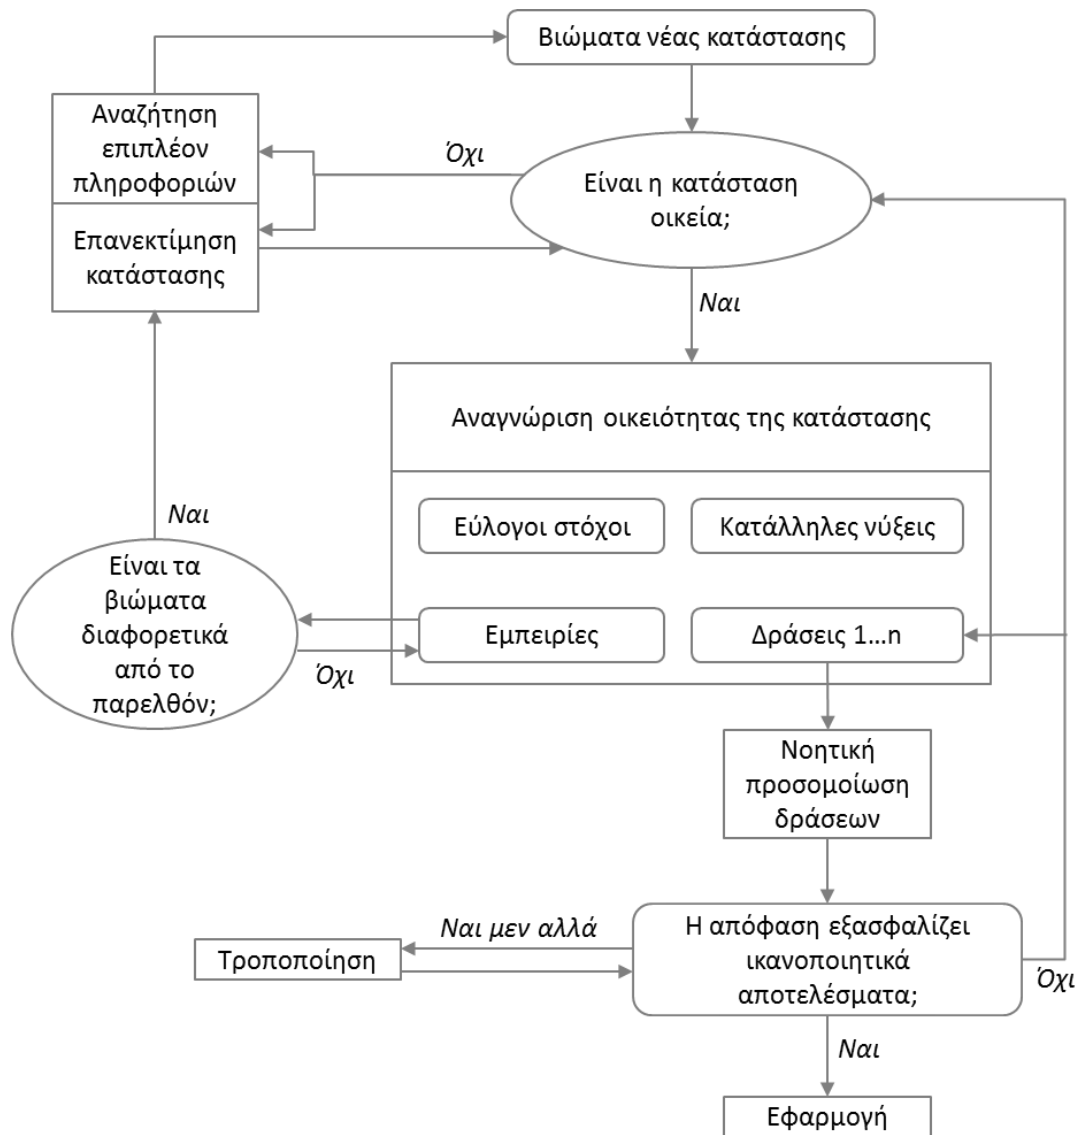 Βιώματα νέας κατάστασης
Αναζήτηση
επιπλέον
πληροφοριών
Όχι
Είναι η κατάσταση
οικεία;
Επανεκτίμηση
κατάστασης
Ναι
Αναγνώριση οικειότητας της κατάστασης
Εύλογοι στόχοι
Κατάλληλες νύξεις
Ναι
Είναι τα
βιώματα
διαφορετικά
από το
παρελθόν;
Εμπειρίες
Δράσεις 1...n
Όχι
Νοητική
προσομοίωση
δράσεων
Ναι μεν αλλά
Τροποποίηση
Η απόφαση εξασφαλίζει
ικανοποιητικά
αποτελέσματα;
Όχι
Ναι
Εφαρμογή